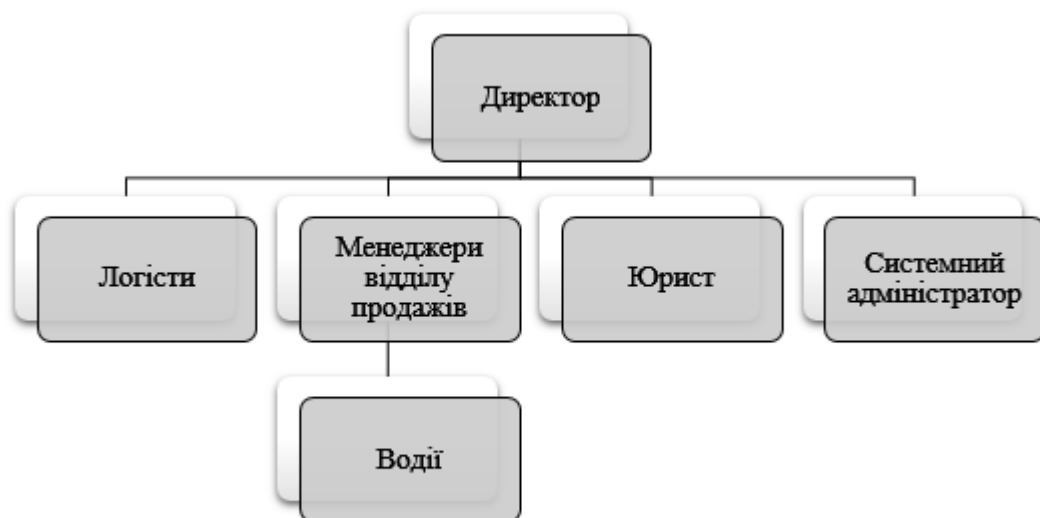 Директор
Логісти
Менеджери
відділу
продажів
Юрист
Системний
адміністратор
Водії